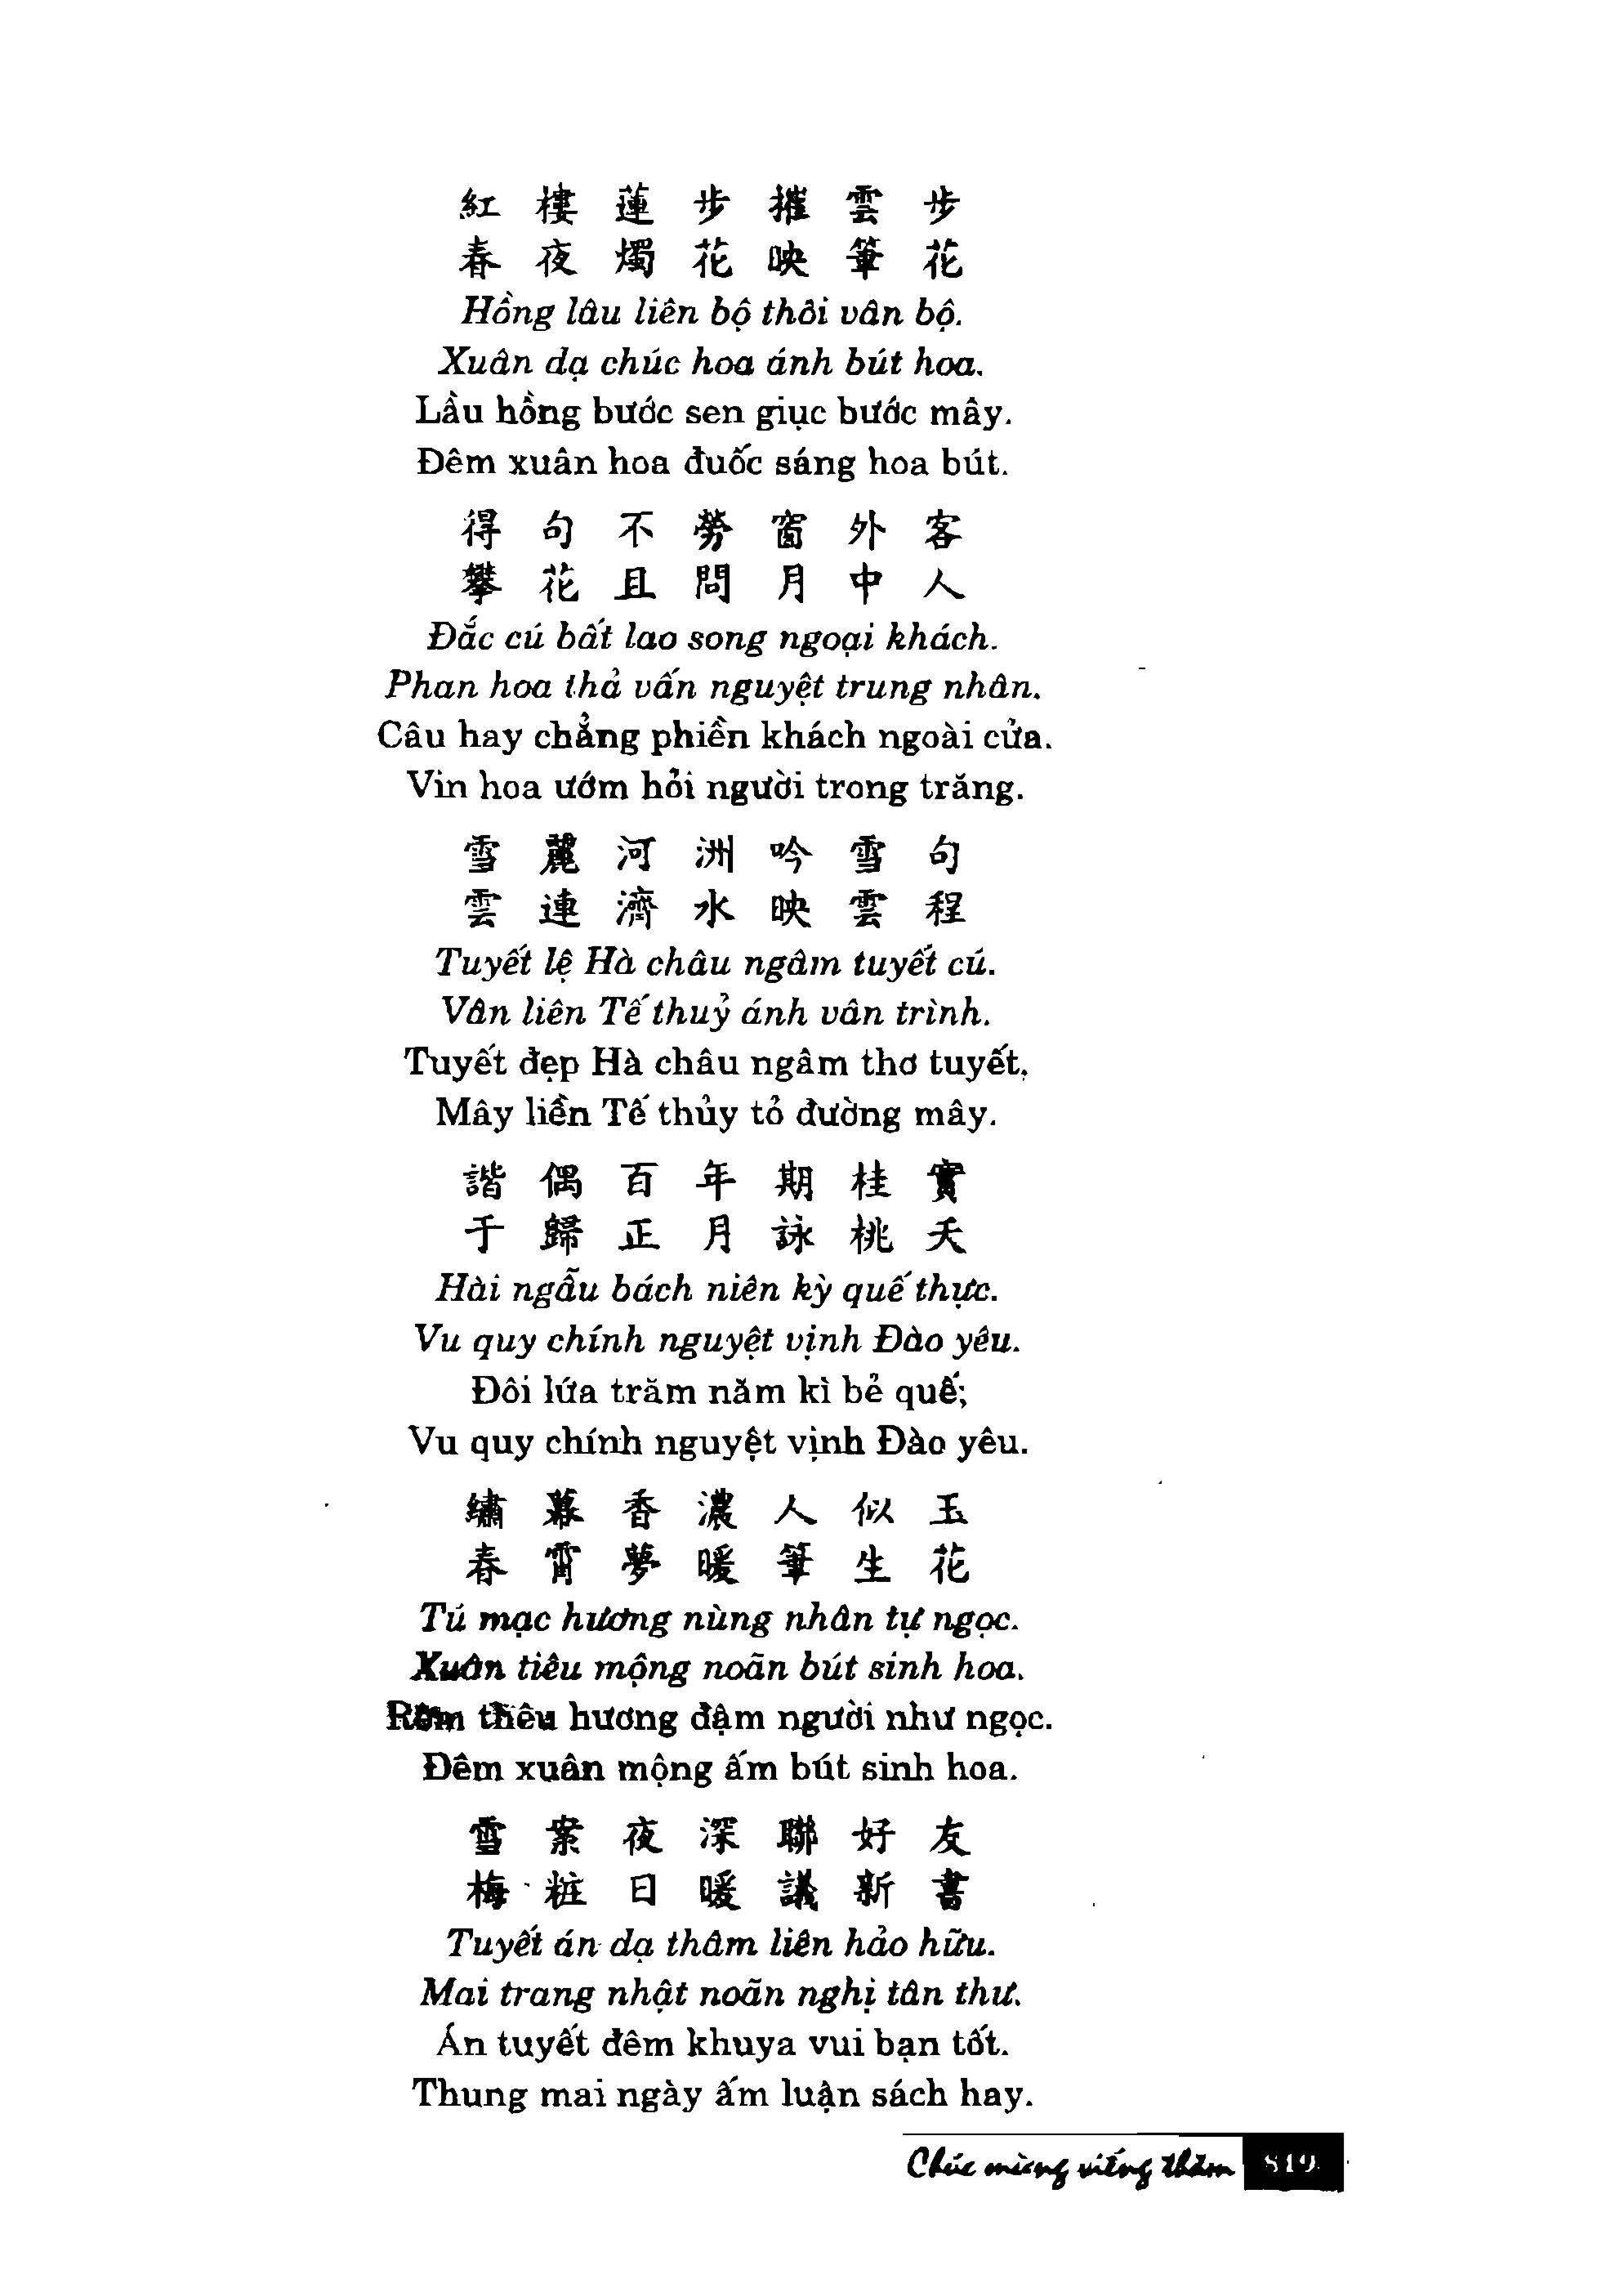 紅樓蓮步摧雲步
春夜燭花映筆花
Hồng lâu liên bộ thôi vân bộ.
Xuân dạ chúc hoa ánh bút hoa.
Lầu hồng bước sen giục bước mây.
Đêm xuân hoa đuốc sáng hoa bút.
得句不勞窗外客
攀花且問月中人
Đắc cú bất lao song ngoại khách.
Phan hoa thả vấn nguyệt trung nhân.
Câu hay chẳng phiền khách ngoài cửa.
Vin hoa ướm hỏi người trong trăng.
雪麗河洲吟雪句
雲連濟水映雲程
Tuyết lệ Hà châu ngâm tuyết cú.
Vân liên Tế thuỷ ánh vân trình.
Tuyết đẹp Hà châu ngâm thơ tuyết.
Mây liền Tế thủy tỏ đường mây.
諧偶百年期桂實
于歸正月詠桃夭
Hài ngẫu bách niên kỳ quế thực.
Vu quy chính nguyệt vịnh Đào yêu.
Đôi lứa trăm năm kì bẻ quế;
Vu quy chính nguyệt vịnh Đào yêu.
繡幕香濃人似玉
春宵夢暖筆生花
Tú mạc hương nùng nhân tự ngọc.
Xuân tiêu mộng noãn bút sinh hoa.
Rèm thêu hương đậm người như ngọc.
Đêm xuân mộng ấm bút sinh hoa.
雪案夜深聯好友
梅粧日暖議新書
Tuyết án dạ thâm liên hảo hữu.
Mai trang nhật noãn nghị tân thư.
Án tuyết đêm khuya vui bạn tốt.
Thung mai ngày ấm luận sách hay.
Chúc mừng viếng thăm 819